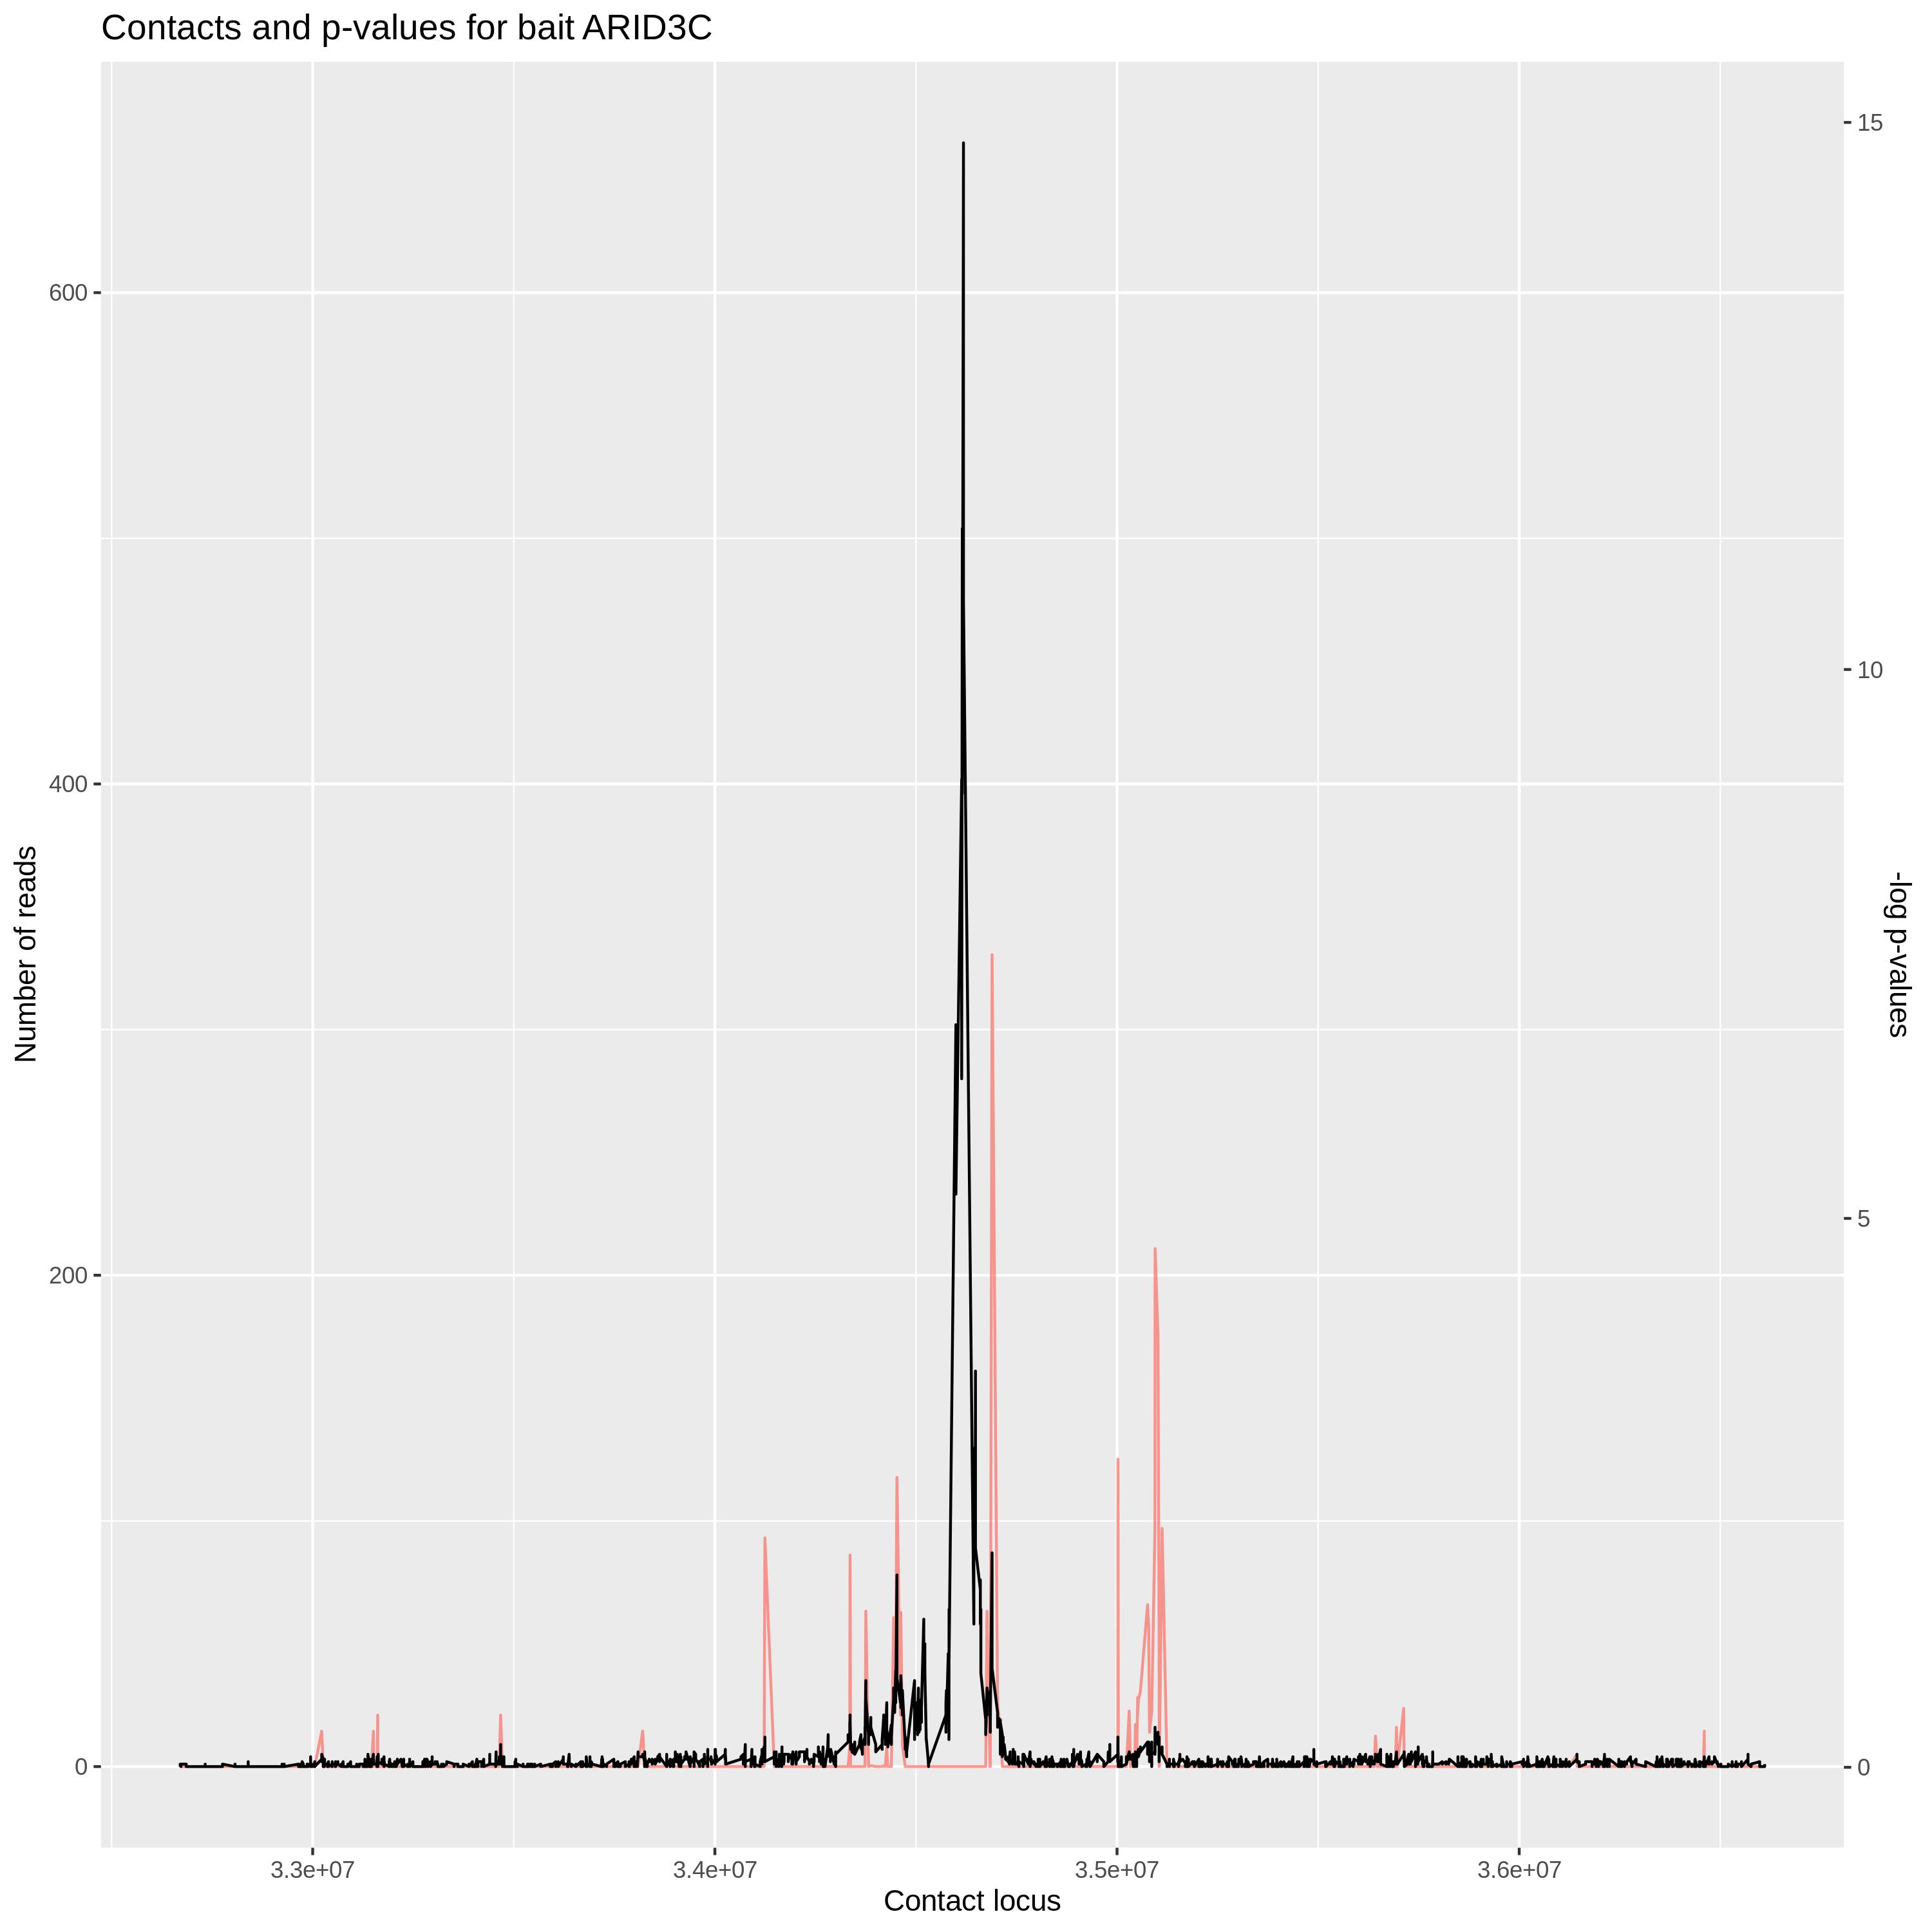 Contacts and p-values for bait ARID3C
15
600
10
400
Number of reads
-log p-values
5
200
0
0
3.3e+07
3.4e+07
3.5e+07
3.6e+07
Contact locus